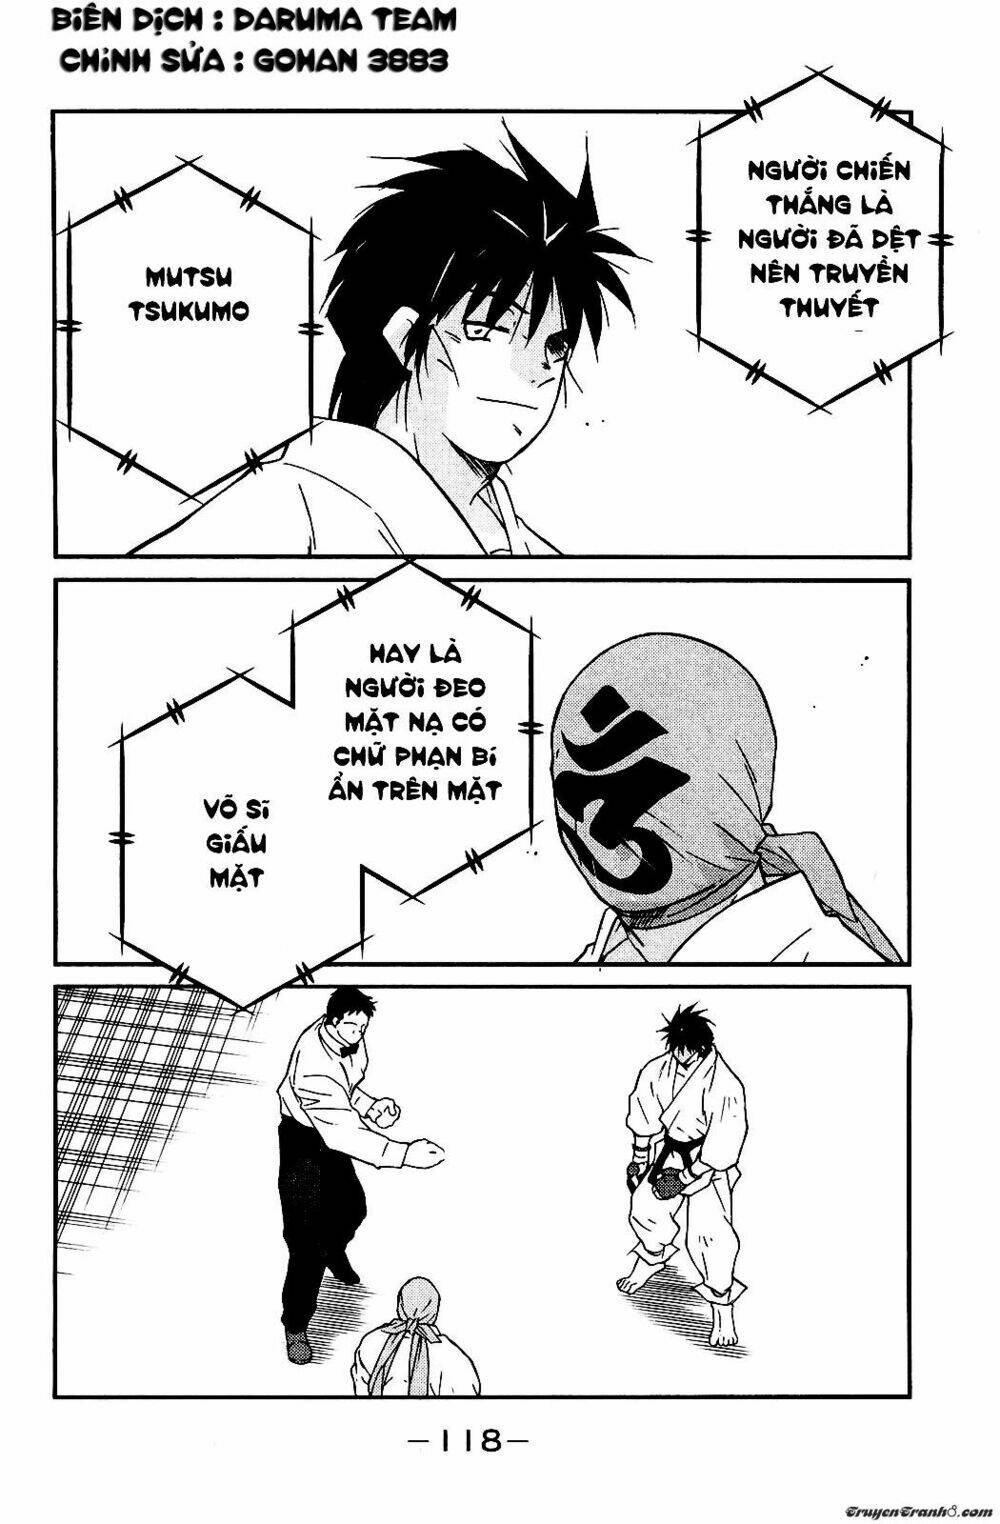 BIÊN DỊCH : DARUMA TEAM
CHỈNH SỬA : GOHAN 3883
NGƯỜI CHIẾN
THẮNG LÀ
NGƯỜI ĐÃ DỆT
NÊN TRUYỀN
THUYẾT
MUTSU
TSUKUMO
HAY LÀ
NGƯỜI ĐEO
MẶT NẠ CÓ
CHỮ PHẠN BÍ
ẨN TRÊN MẶT
VÕ SĨ
GIẤU
MẶT
-118-
TruyenTranh8.com